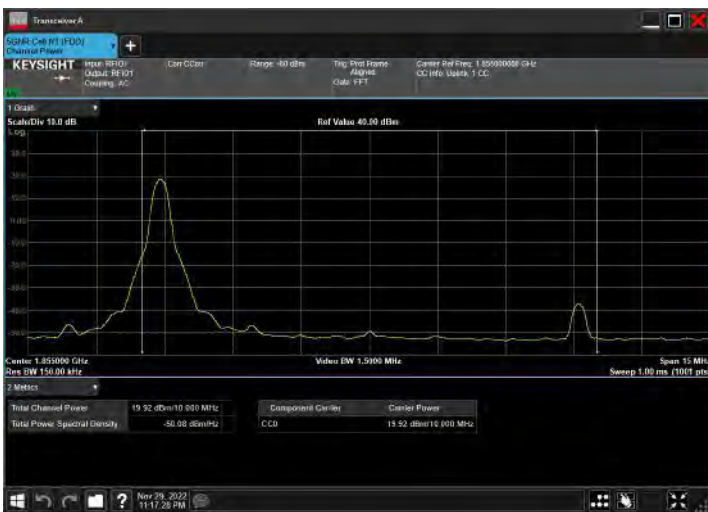 Transceiver A
5GNR-Cell #1 (FDD)
Channel Power
KEYSIGHT
Input: RFIO1
Output: RFIO1
Coupling: AC
Corr CCorr
Trig: Prot Frame
Aligned
Gate: FFT
Carrier Ref Freq: 1.855000000 GHz
CC Info: Uplink, 1 CC
1 Graph
Scale/Div 10.0 dB
Ref Value 40.00 dBm
Log
Center 1.855000 GHz
Video BW 1.5000 MHz
Span 15 MHz
Res BW 150.00 kHz
Sweep 1.00 ms (1001 pts
2 Metrics
Total Channel Power
19.92 dBm/10.000 MHz
Total Power Spectral Density
-50.08 dBm/Hz
Component Carrier
Carrier Power
CC0
19.92 dBm/10.000 MHz
Nov 29, 2022
11:17:28 PM